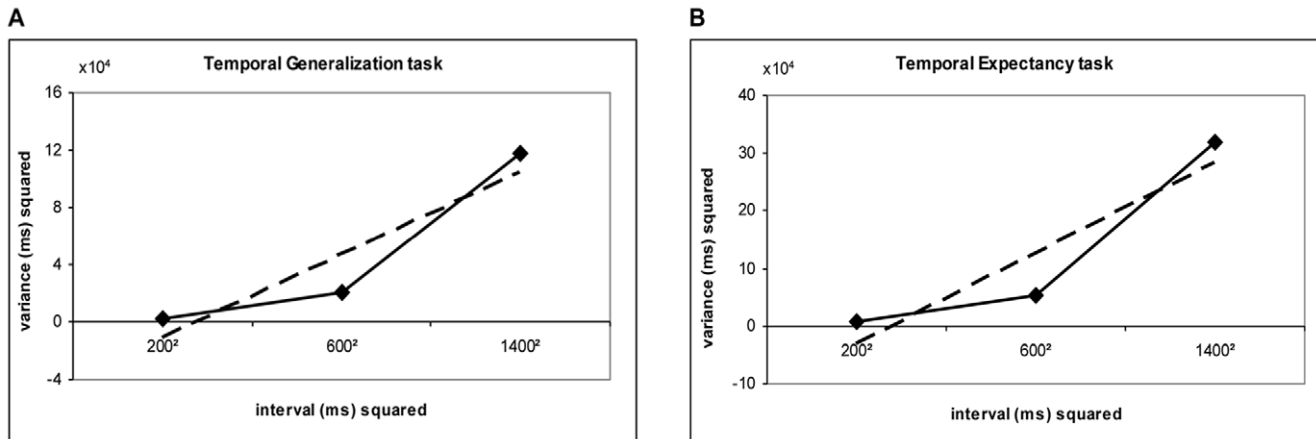 A
Temporal Generalization task
x10⁴
16
12
8
4
0
-4
variance (ms) squared
200²
600²
1400²
interval (ms) squared
B
Temporal Expectancy task
x10⁴
40
30
20
10
0
-10
variance (ms) squared
200²
600²
1400²
interval (ms) squared